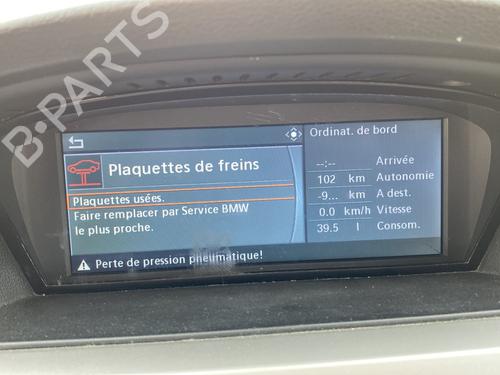 B-PARTS
Plaquettes de freins
Plaquettes usées.
Faire remplacer par Service BMW
le plus proche.
Perte de pression pneumatique!
Ordinat. de bord
--:-- Arrivée
102 km Autonomie
-9... km A dest.
0.0 km/h Vitesse
39.5 l Consom.